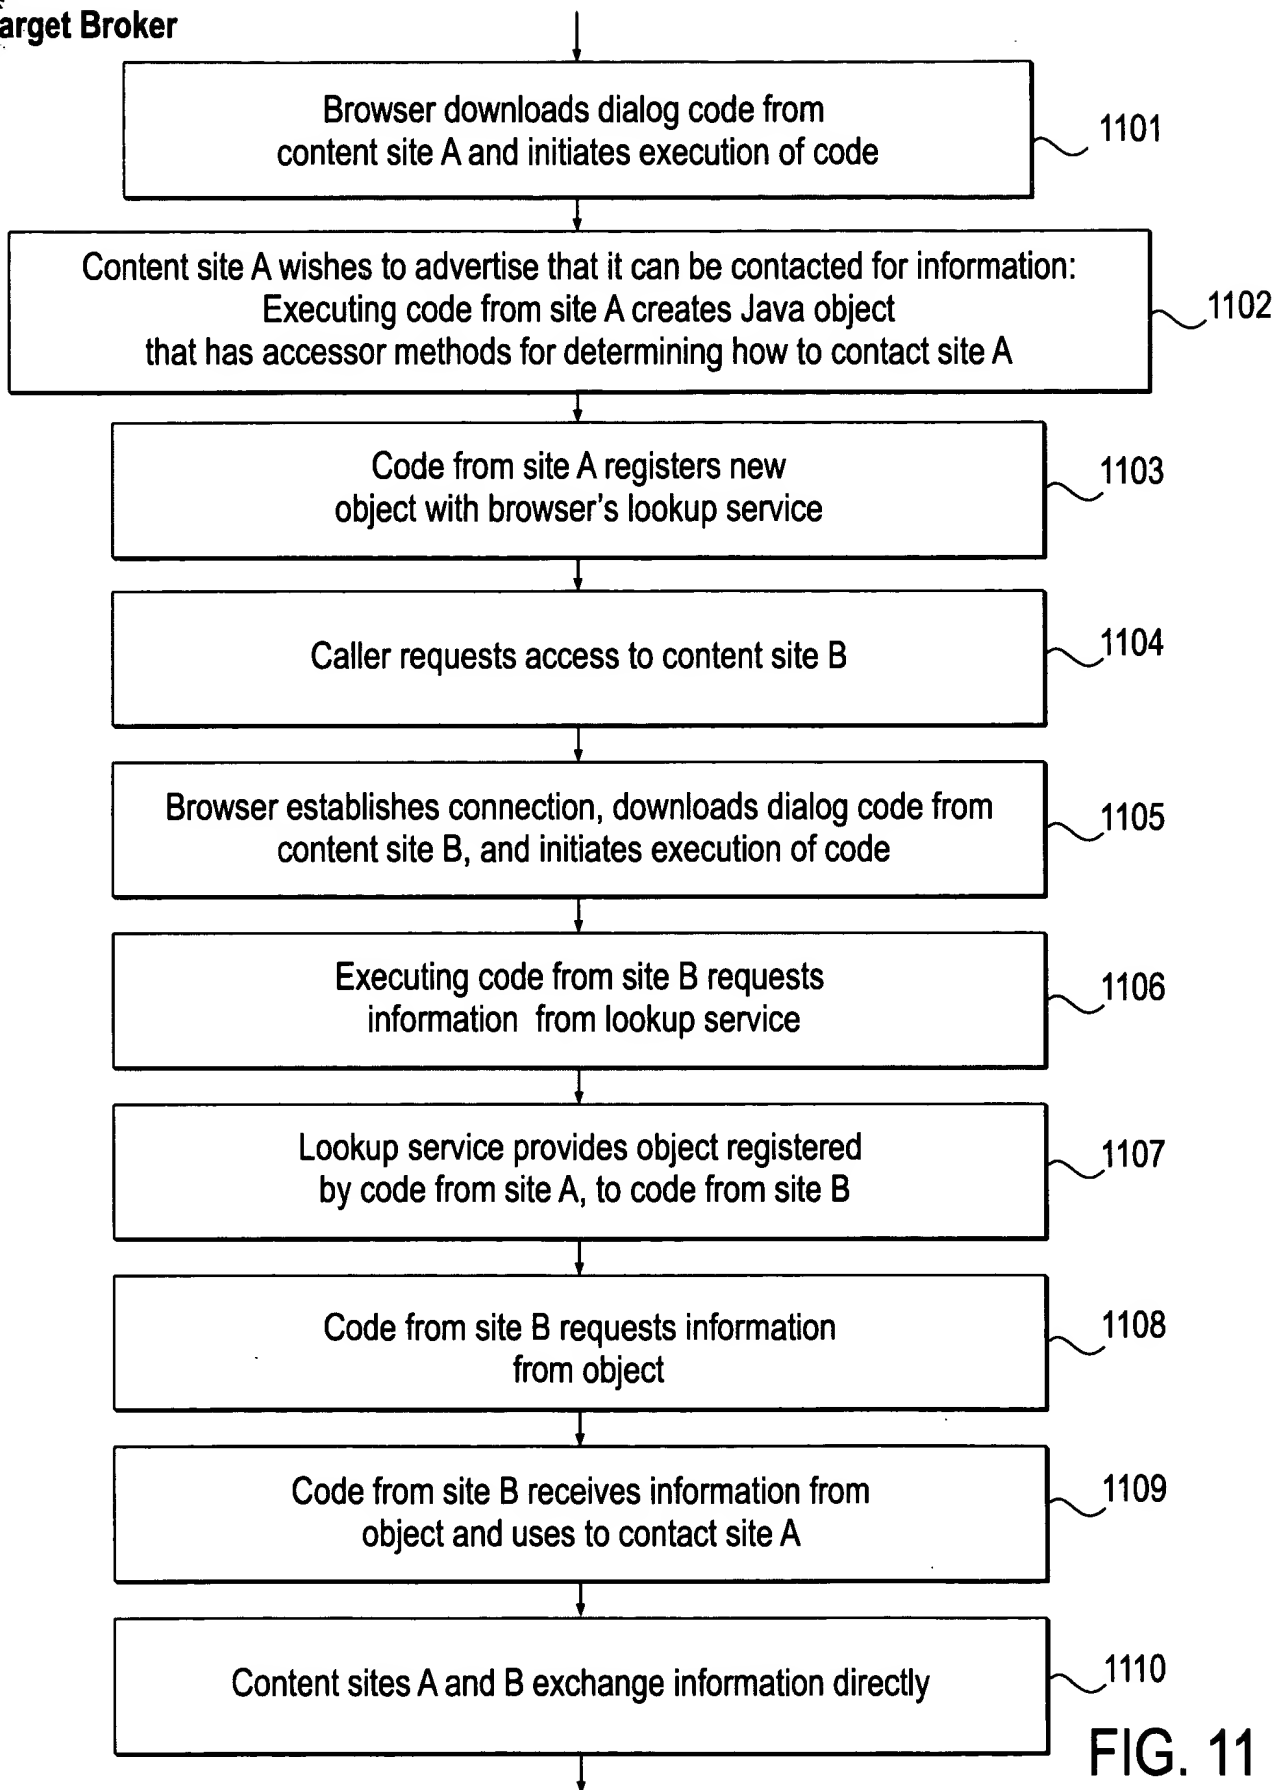 arget Broker
Browser downloads dialog code from
content site A and initiates execution of code
1101
Content site A wishes to advertise that it can be contacted for information:
Executing code from site A creates Java object
that has accessor methods for determining how to contact site A
1102
Code from site A registers new
object with browser's lookup service
1103
Caller requests access to content site B
1104
Browser establishes connection, downloads dialog code from
content site B, and initiates execution of code
1105
Executing code from site B requests
information from lookup service
1106
Lookup service provides object registered
by code from site A, to code from site B
1107
Code from site B requests information
from object
1108
Code from site B receives information from
object and uses to contact site A
1109
Content sites A and B exchange information directly
1110
FIG. 11